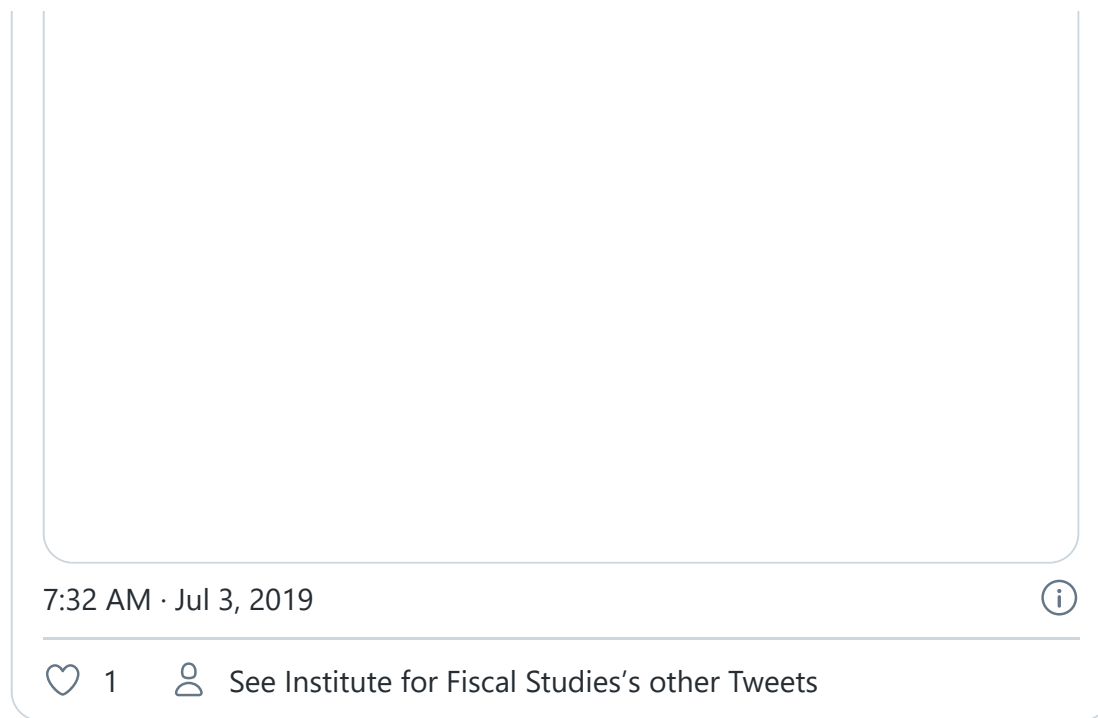 7:32 AM · Jul 3, 2019
1 See Institute for Fiscal Studies’s other Tweets